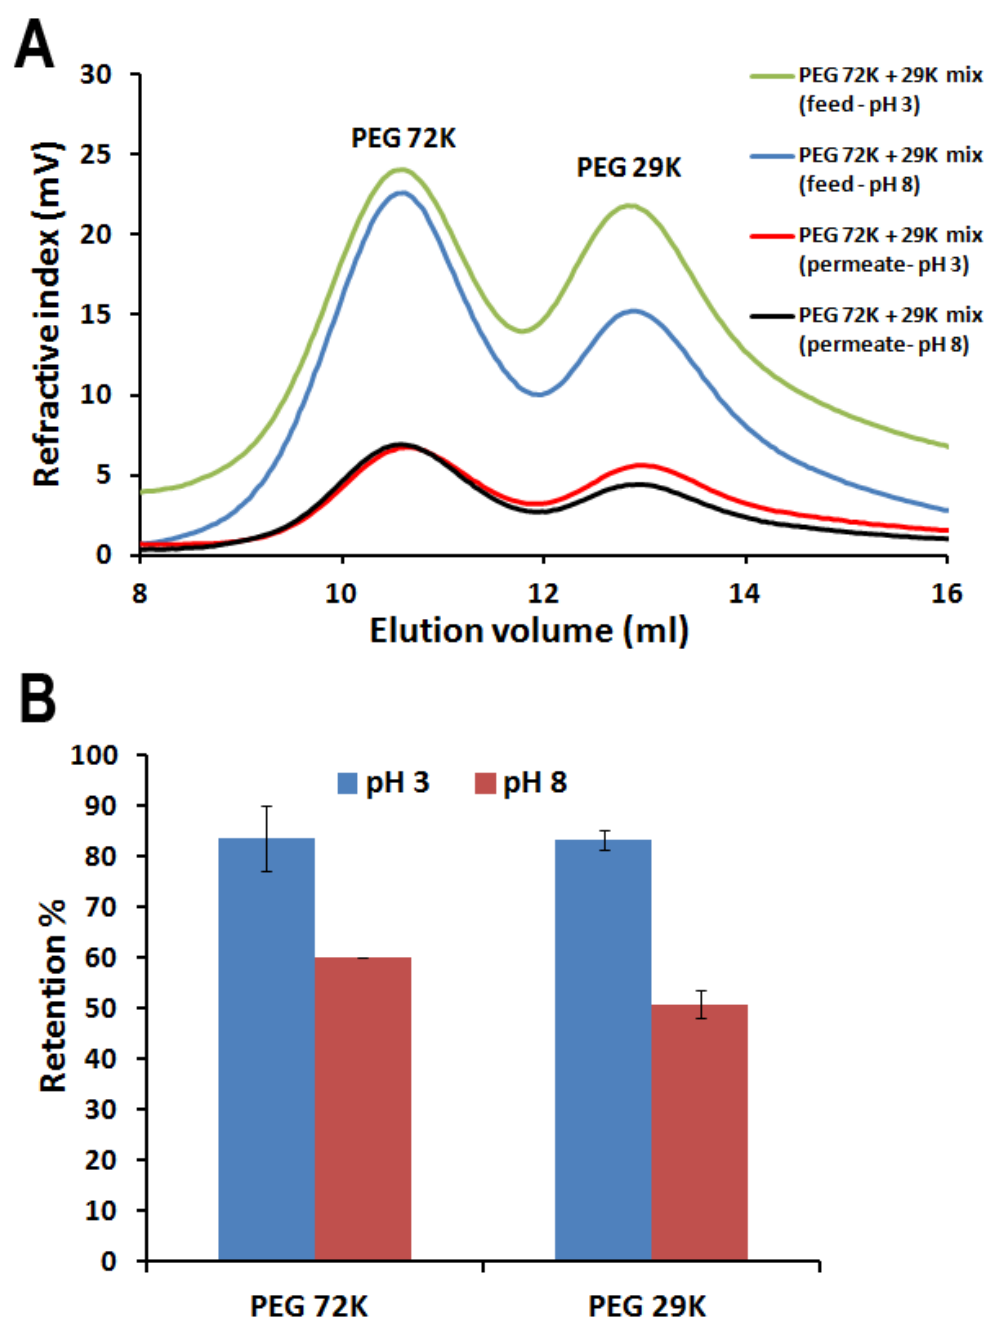 A
PEG 72K + 29K mix
(feed - pH 3)
PEG 72K + 29K mix
(feed - pH 8)
PEG 72K + 29K mix
(permeate- pH 3)
PEG 72K + 29K mix
(permeate- pH 8)
PEG 72K
PEG 29K
Refractive index (mV)
30
25
20
15
10
5
0
8 10 12 14 16
Elution volume (ml)
B
pH 3 pH 8
Retention %
100
90
80
70
60
50
40
30
20
10
0
PEG 72K PEG 29K